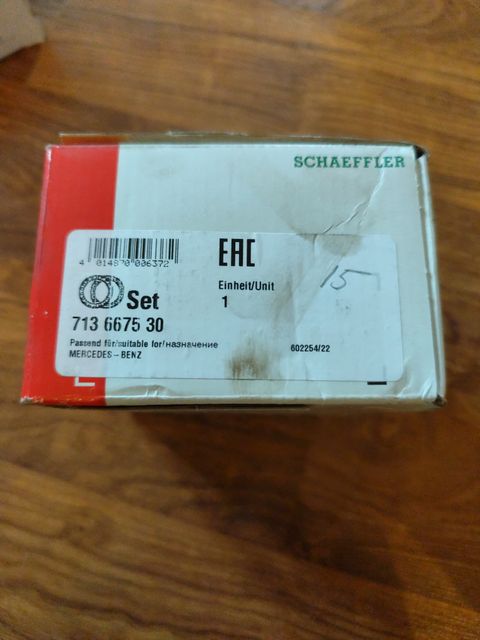 SCHAEFFLER
4 014870 006372
EAC
Set
Einheit/Unit
1
15
713 6675 30
Passend für/suitable for/назначение
MERCEDES-BENZ
602254/22